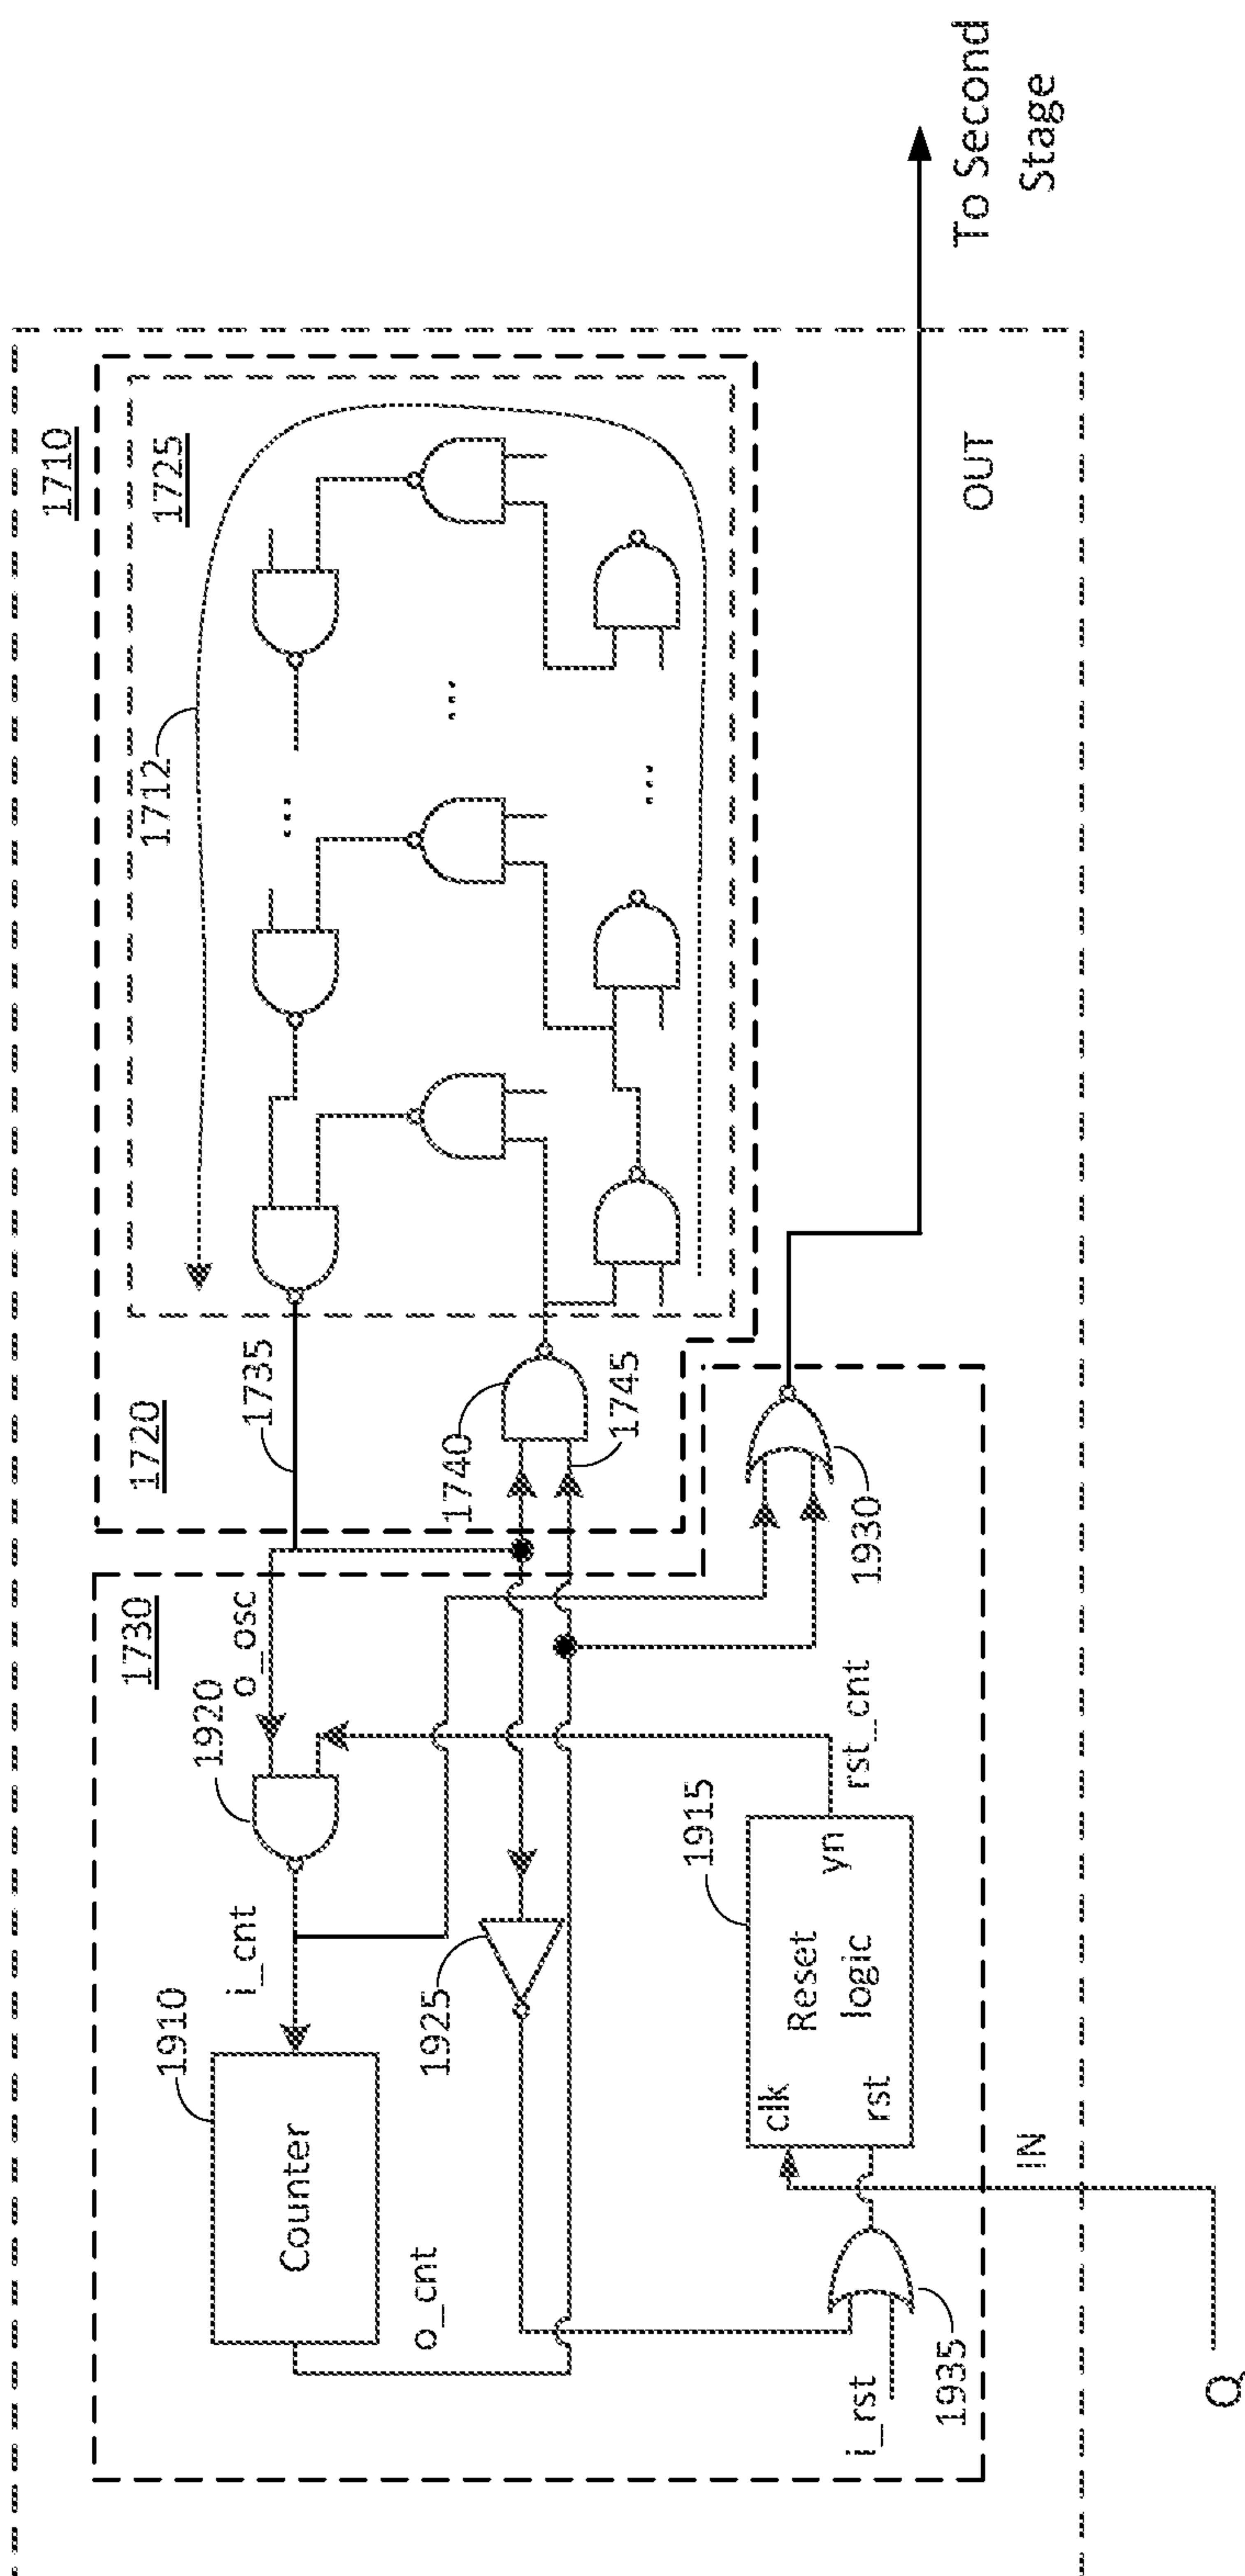 1710
1725
1712
...
...
...
1720
1735
1740
1745
1730
o_osc
1920
i_cnt
1910
Counter
o_cnt
1925
1930
rst_cnt
1915
Reset
logic
clk
rst
yn
i_rst
1935
IN
Q
OUT
To Second
Stage